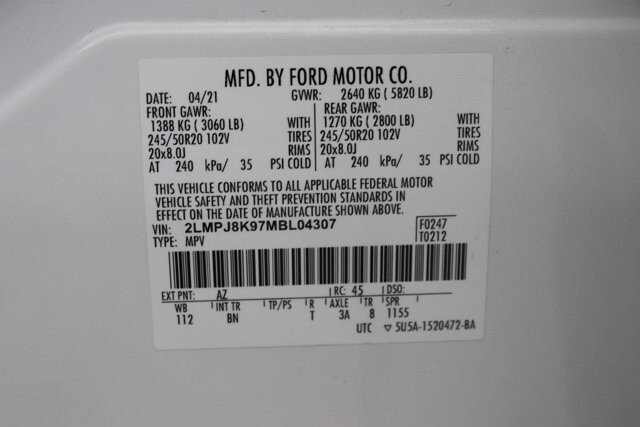 MFD. BY FORD MOTOR CO.
DATE: 04/21 GVWR: 2640 KG ( 5820 LB)
FRONT GAWR: REAR GAWR:
1388 KG ( 3060 LB) WITH 1270 KG ( 2800 LB) WITH
245/50R20 102V TIRES 245/50R20 102V TIRES
20x8.0J RIMS 20x8.0J RIMS
AT 240 kPa/ 35 PSI COLD AT 240 kPa/ 35 PSI COLD
THIS VEHICLE CONFORMS TO ALL APPLICABLE FEDERAL MOTOR
VEHICLE SAFETY AND THEFT PREVENTION STANDARDS IN
EFFECT ON THE DATE OF MANUFACTURE SHOWN ABOVE.
VIN: 2LMPJ8K97MBL04307 F0247
TYPE: MPV T0212
EXT PNT: AZ RC: 45 DSO:
WB INT TR TP/PS R AXLE TR SPR
112 BN T 3A 8 1155
UTC ▽ 5U5A-1520472-BA